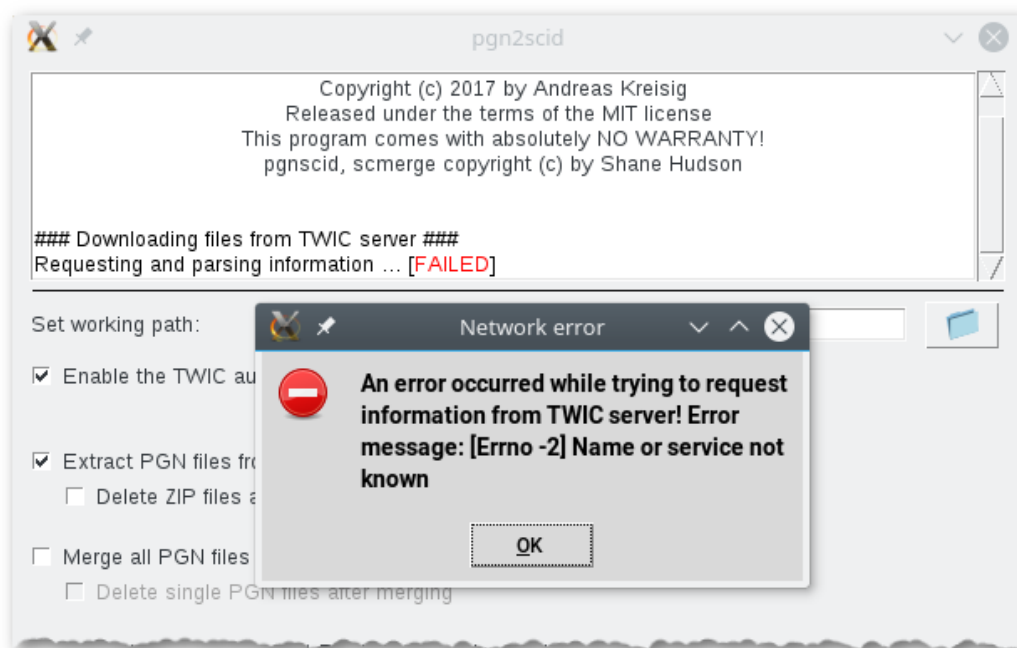 pgn2scid
Copyright (c) 2017 by Andreas Kreisig
Released under the terms of the MIT license
This program comes with absolutely NO WARRANTY!
pgnscid, scmerge copyright (c) by Shane Hudson
### Downloading files from TWIC server ###
Requesting and parsing information ... [FAILED]
Set working path:
Enable the TWIC au
Extract PGN files fr
Delete ZIP files a
Merge all PGN files
Delete single PGN files after merging
Network error
An error occurred while trying to request
information from TWIC server! Error
message: [Errno -2] Name or service not
known
OK